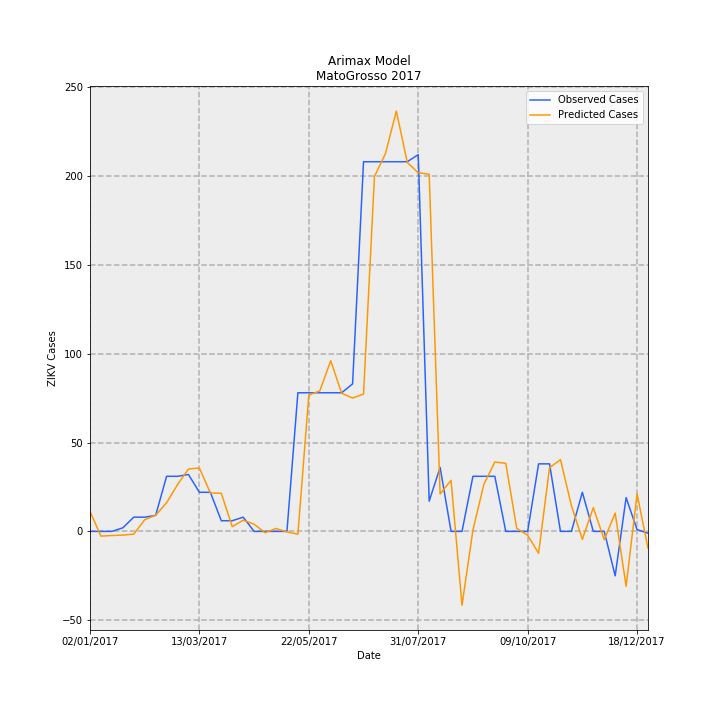 Arimax Model
MatoGrosso 2017
Observed Cases
Predicted Cases
250
200
150
100
50
0
−50
ZIKV Cases
02/01/2017 13/03/2017 22/05/2017 31/07/2017 09/10/2017 18/12/2017
Date